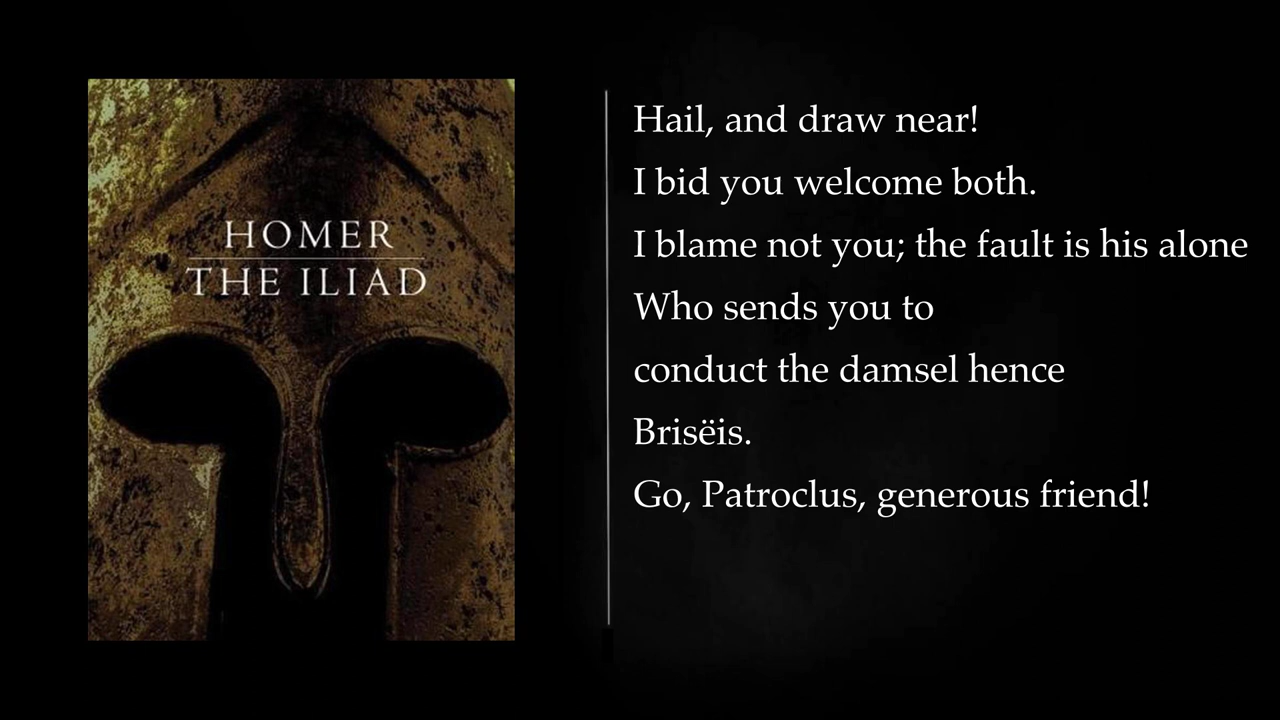 HOMER
THE ILIAD
Hail, and draw near!
I bid you welcome both.
I blame not you; the fault is his alone
Who sends you to
conduct the damsel hence
Brisëis.
Go, Patroclus, generous friend!